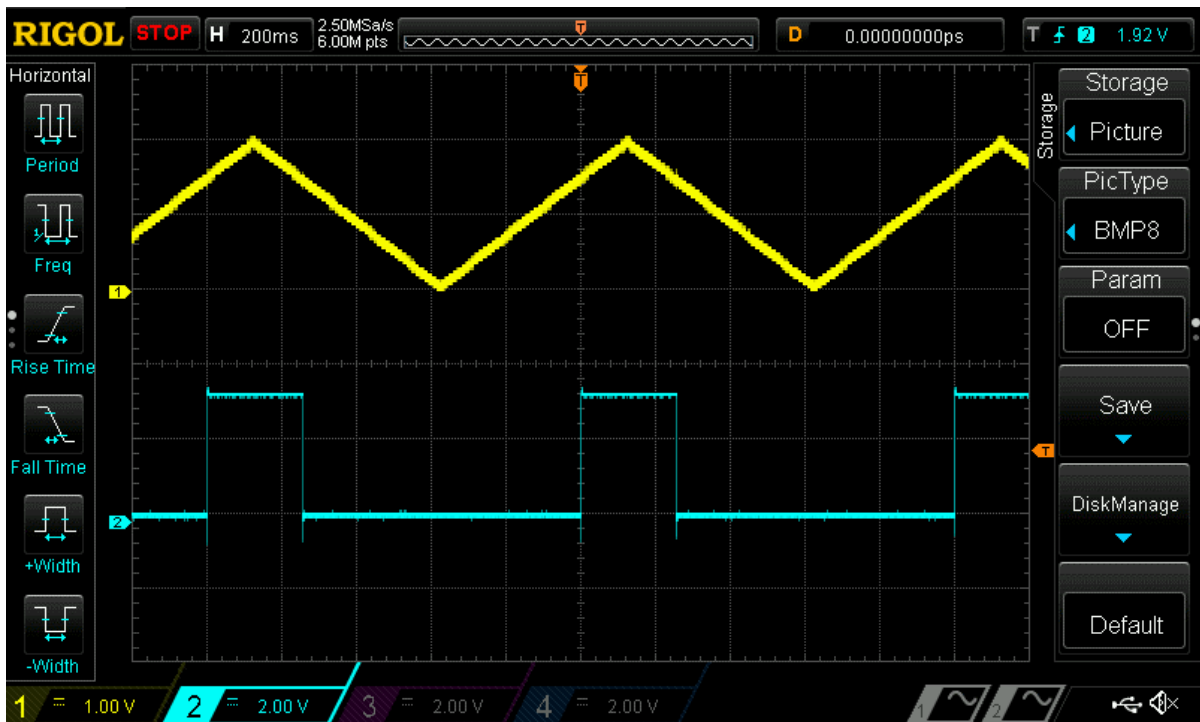 RIGOL STOP H 200ms 2.50MSa/s
6.00M pts T D 0.00000000ps T 2 1.92 V
Horizontal
Period
Freq
Rise Time
Fall Time
+Width
-Width
T
1
2
T
Storage
Storage
Picture
PicType
BMP8
Param
OFF
Save
DiskManage
Default
1 = 1.00 V 2 = 2.00 V 3 = 2.00 V 4 = 2.00 V 1 2